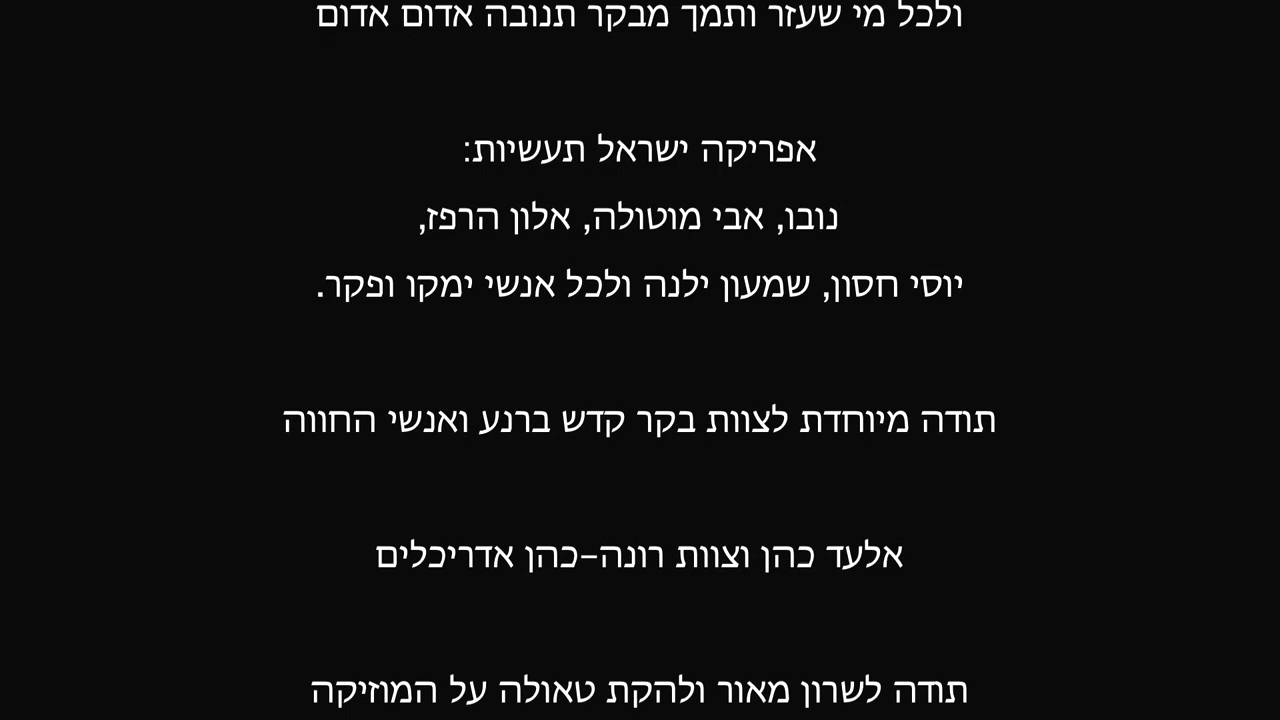 ולכל מי שעזר ותמך מבקר תנובה אדום אדום
אפריקה ישראל תעשיות:
נובו, אבי מוטולה, אלון הרפז,
יוסי חסון, שמעון ילנה ולכל אנשי ימקו ופקר.
תודה מיוחדת לצוות בקר קדש ברנע ואנשי החווה
אלעד כהן וצוות רונה–כהן אדריכלים
תודה לשרון מאור ולהקת טאולה על המוזיקה